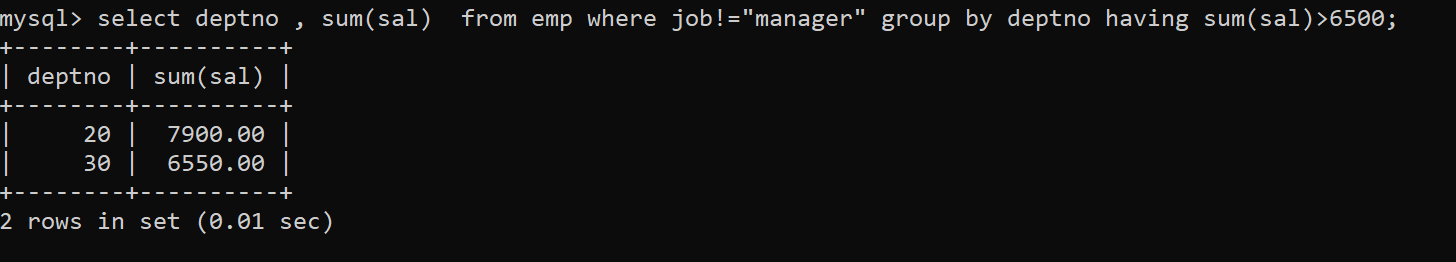 mysql> select deptno , sum(sal)  from emp where job!="manager" group by deptno having sum(sal)>6500;
+--------+----------+
| deptno | sum(sal) |
+--------+----------+
|     20 |  7900.00 |
|     30 |  6550.00 |
+--------+----------+
2 rows in set (0.01 sec)